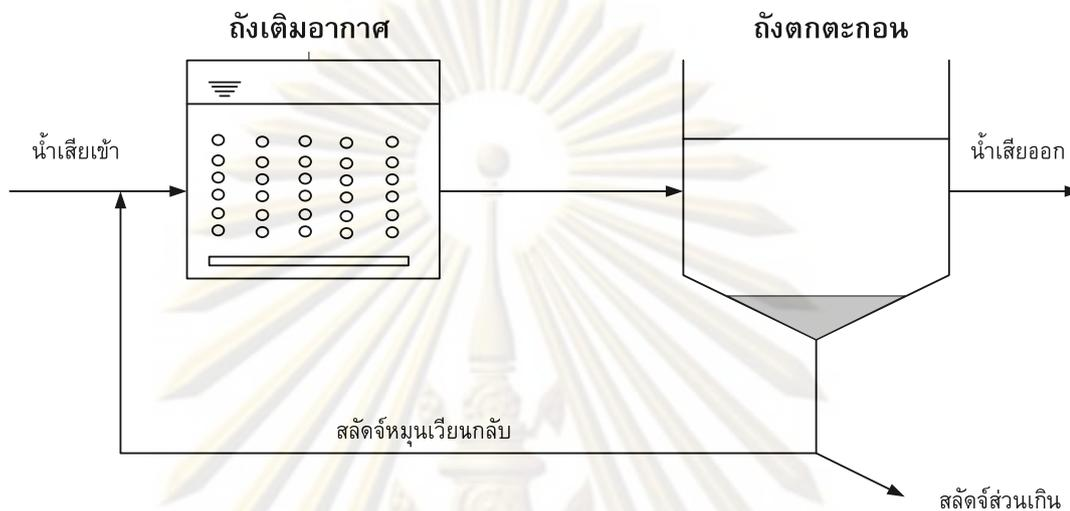 ถังเติมอากาศ
ถังตกตะกอน
น้ำเสียเข้า
น้ำเสียออก
สลัดจ์หมุนเวียนกลับ
สลัดจ์ส่วนเกิน